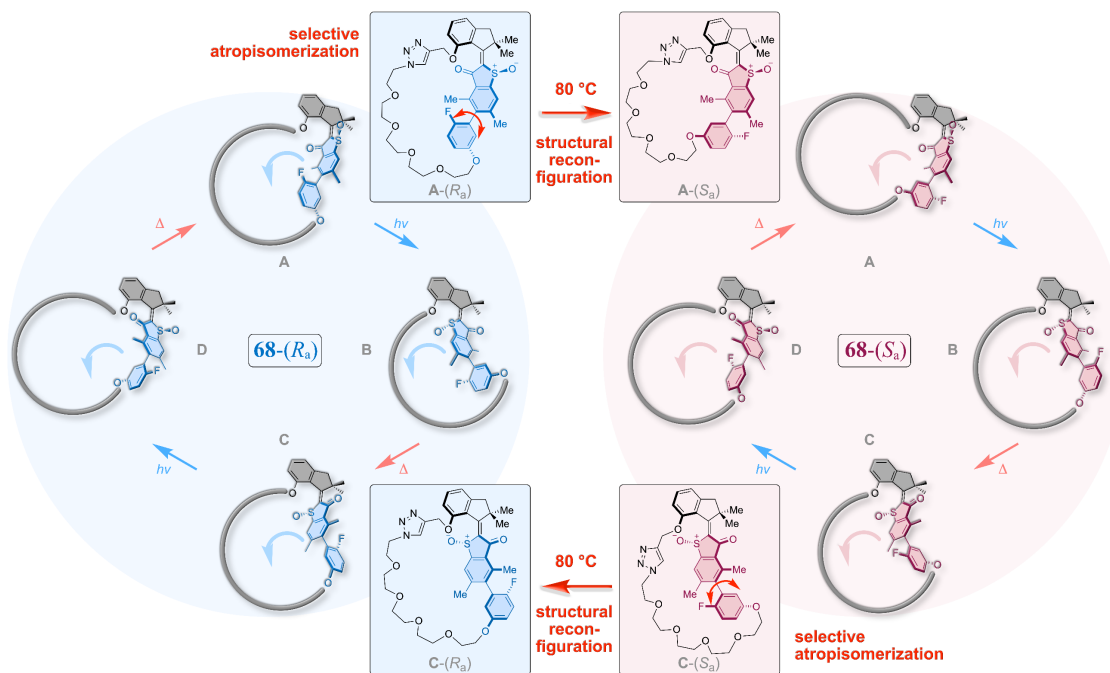 selective
atropisomerization
80 °C
structural
recon-
figuration
A-(Rₐ)
A-(Sₐ)
Δ
hν
A
D
68-(Rₐ)
B
C
hν
Δ
Δ
hν
A
D
68-(Sₐ)
B
C
hν
Δ
80 °C
structural
recon-
figuration
C-(Rₐ)
C-(Sₐ)
selective
atropisomerization